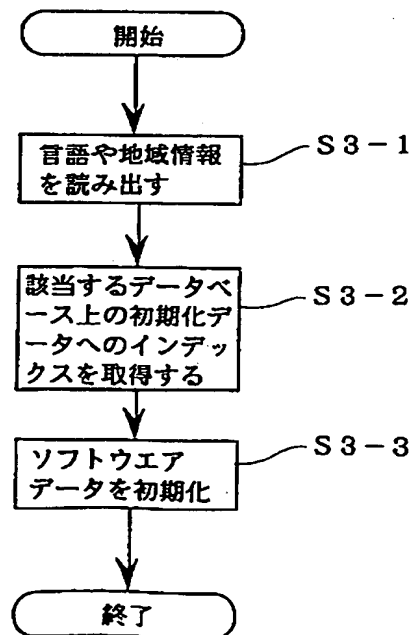 開始
言語や地域情報
を読み出す
S3-1
該当するデータベ
ース上の初期化デ
ータへのインデッ
クスを取得する
S3-2
ソフトウエア
データを初期化
S3-3
終了